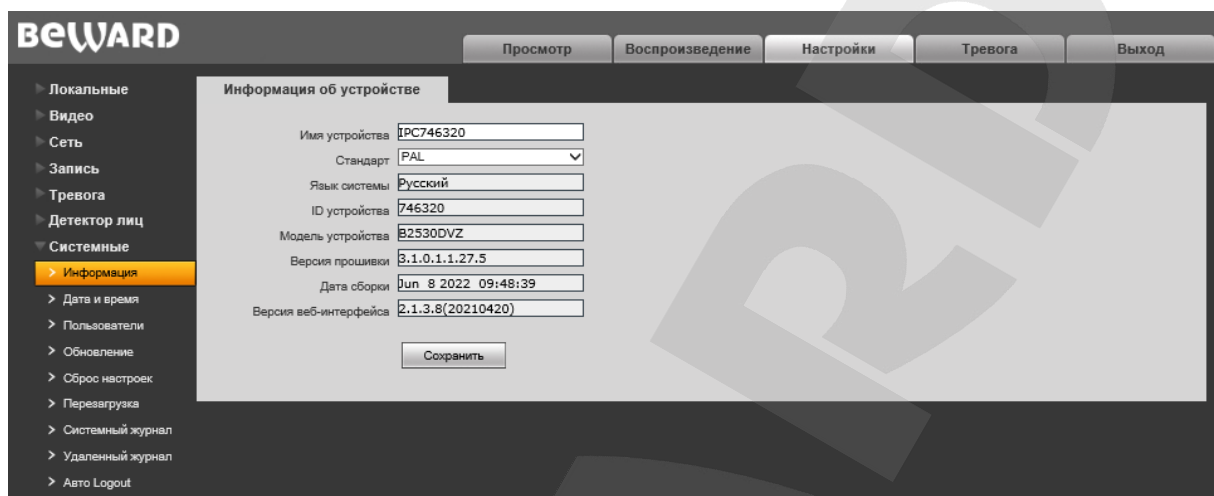 BEWARD
Просмотр Воспроизведение Настройки Тревога Выход
Локальные
Видео
Сеть
Запись
Тревога
Детектор лиц
Системные
Информация
Дата и время
Пользователи
Обновление
Сброс настроек
Перезагрузка
Системный журнал
Удаленный журнал
Авто Logout
Информация об устройстве
Имя устройства IPC746320
Стандарт PAL
Язык системы Русский
ID устройства 746320
Модель устройства B2530DVZ
Версия прошивки 3.1.0.1.1.27.5
Дата сборки Jun 8 2022 09:48:39
Версия веб-интерфейса 2.1.3.8(20210420)
Сохранить